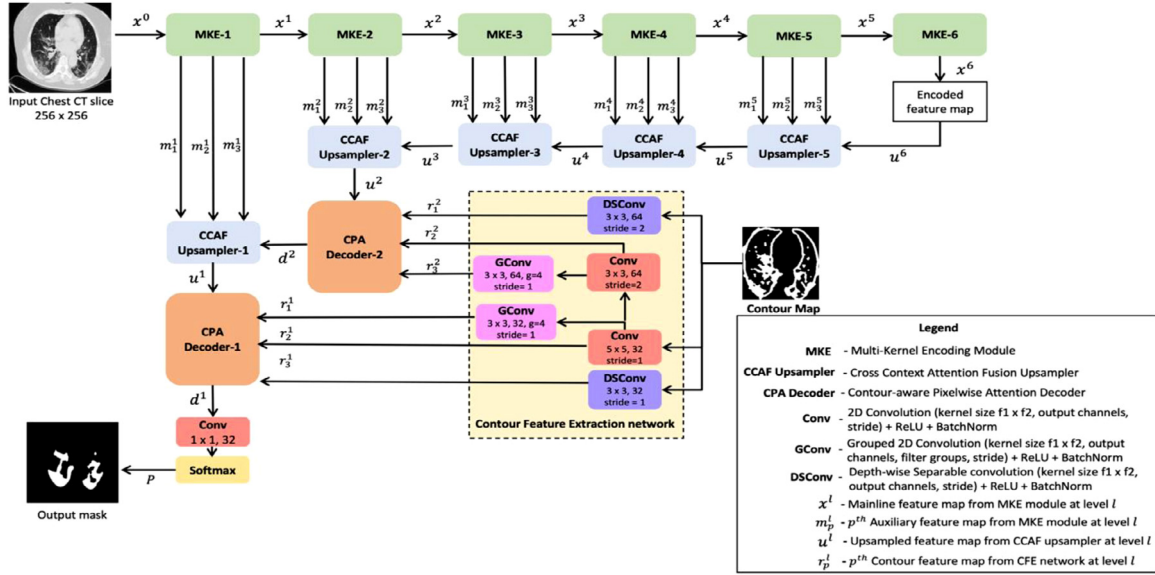 x^0
MKE-1
x^1
MKE-2
x^2
MKE-3
x^3
MKE-4
x^4
MKE-5
x^5
MKE-6
Input Chest CT slice
256 x 256
x^6
Encoded
feature map
m_1^1 m_2^1 m_3^1
m_1^2 m_2^2 m_3^2
m_1^3 m_2^3 m_3^3
m_1^4 m_2^4 m_3^4
m_1^5 m_2^5 m_3^5
CCAF
Upsampler-2
u^3
CCAF
Upsampler-3
u^4
CCAF
Upsampler-4
u^5
CCAF
Upsampler-5
u^6
u^2
CCAF
Upsampler-1
d^2
CPA
Decoder-2
r_1^2
r_2^2
r_3^2
DSConv
3 x 3, 64
stride = 2
GConv
3 x 3, 64, g=4
stride= 1
Conv
3 x 3, 64
stride=2
u^1
CPA
Decoder-1
r_1^1
r_2^1
r_3^1
GConv
3 x 3, 32, g=4
stride= 1
Conv
5 x 5, 32
stride=1
DSConv
3 x 3, 32
stride = 1
Contour Feature Extraction network
Contour Map
d^1
Conv
1 x 1, 32
Softmax
P
Output mask
Legend
MKE - Multi-Kernel Encoding Module
CCAF Upsampler - Cross Context Attention Fusion Upsampler
CPA Decoder - Contour-aware Pixelwise Attention Decoder
Conv - 2D Convolution (kernel size f1 x f2, output channels,
stride) + ReLU + BatchNorm
GConv - Grouped 2D Convolution (kernel size f1 x f2, output
channels, filter groups, stride) + ReLU + BatchNorm
DSConv - Depth-wise Separable convolution (kernel size f1 x f2,
output channels, stride) + ReLU + BatchNorm
x^l - Mainline feature map from MKE module at level l
m_p^l - p^th Auxiliary feature map from MKE module at level l
u^l - Upsampled feature map from CCAF upsampler at level l
r_p^l - p^th Contour feature map from CFE network at level l